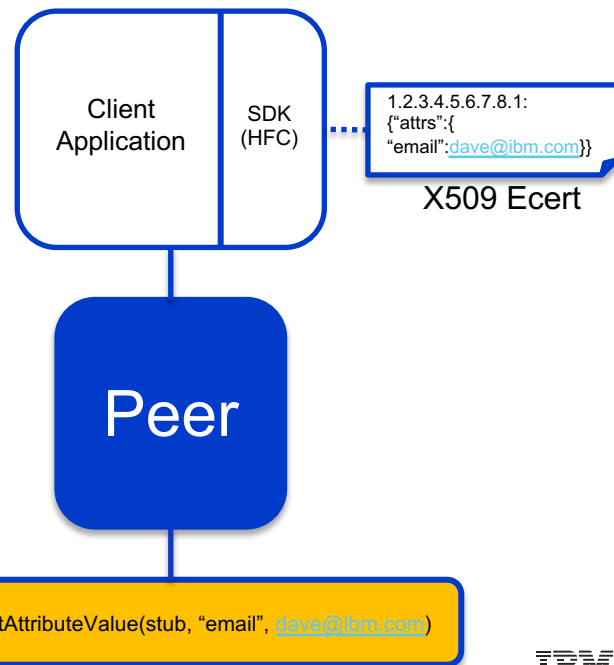 Client
Application
SDK
(HFC)
1.2.3.4.5.6.7.8.1:
{“attrs”:{
“email”:dave@ibm.com}}
X509 Ecert
Peer
tAttributeValue(stub, “email”, dave@ibm.com)
IBM